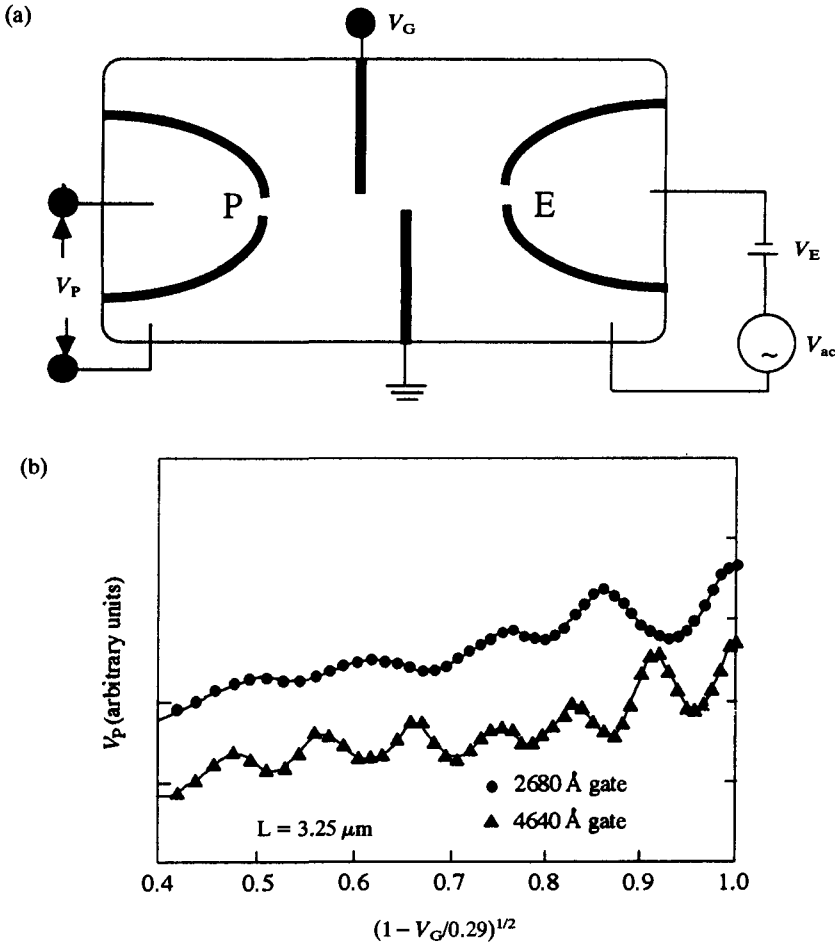 (a)
V_G
P
E
V_P
V_E
V_ac
~
(b)
V_P (arbitrary units)
2680 Å gate
4640 Å gate
L = 3.25 μm
0.4 0.5 0.6 0.7 0.8 0.9 1.0
(1 – V_G/0.29)^1/2